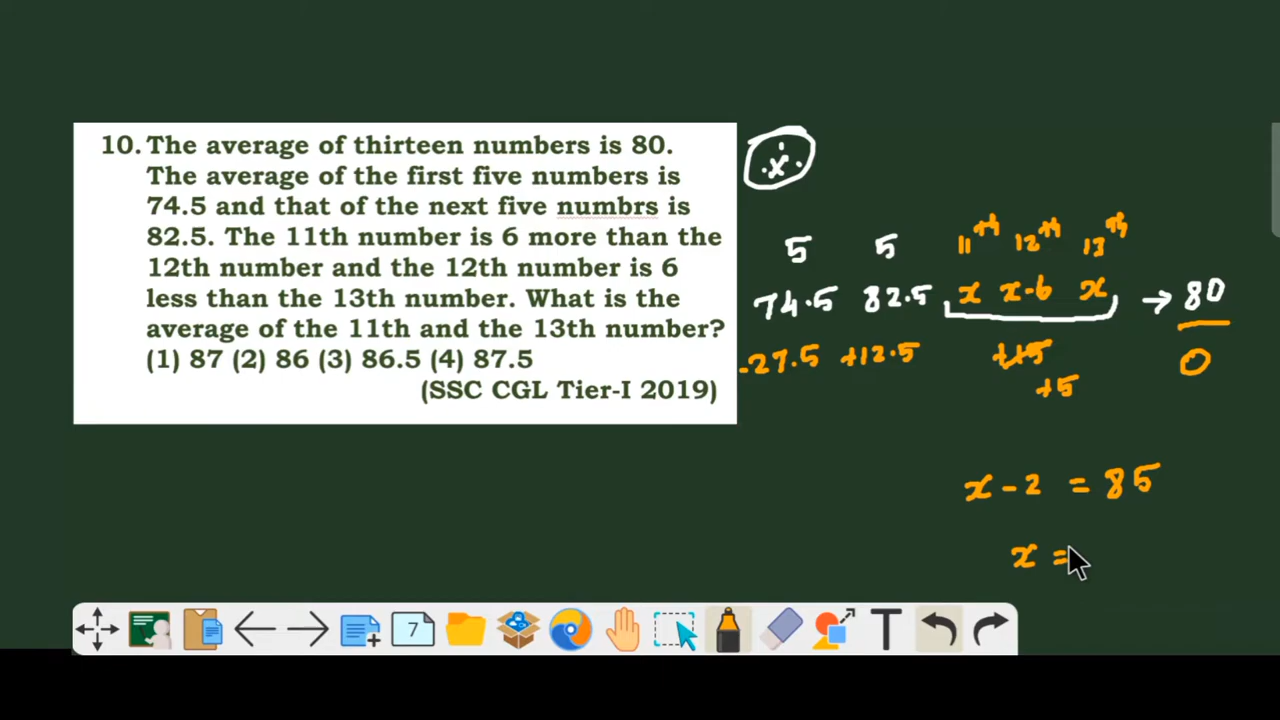 10. The average of thirteen numbers is 80.
The average of the first five numbers is
74.5 and that of the next five numbrs is
82.5. The 11th number is 6 more than the
12th number and the 12th number is 6
less than the 13th number. What is the
average of the 11th and the 13th number?
(1) 87 (2) 86 (3) 86.5 (4) 87.5
(SSC CGL Tier-I 2019)
x
5 5 11th 12th 13th
74.5 82.5 x x-6 x → 80
-27.5 +12.5 +15 0
+5
x - 2 = 85
x =
7
T